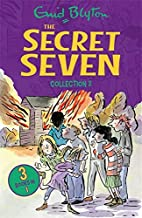 Enid Blyton
THE
SECRET
SEVEN
COLLECTION 3
3
BOOKS IN
1